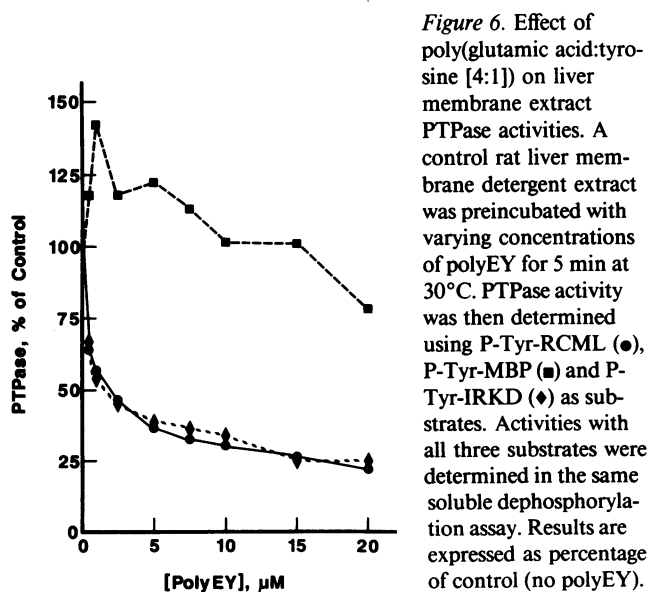 Figure 6. Effect of
poly(glutamic acid:tyro-
sine [4:1]) on liver
membrane extract
PTPase activities. A
control rat liver mem-
brane detergent extract
was preincubated with
varying concentrations
of polyEY for 5 min at
30°C. PTPase activity
was then determined
using P-Tyr-RCML (●),
P-Tyr-MBP (■) and P-
Tyr-IRKD (♦) as sub-
strates. Activities with
all three substrates were
determined in the same
soluble dephosphoryla-
tion assay. Results are
expressed as percentage
of control (no polyEY).
PTPase, % of Control
150
125
100
75
50
25
0
0 5 10 15 20
[PolyEY], µM